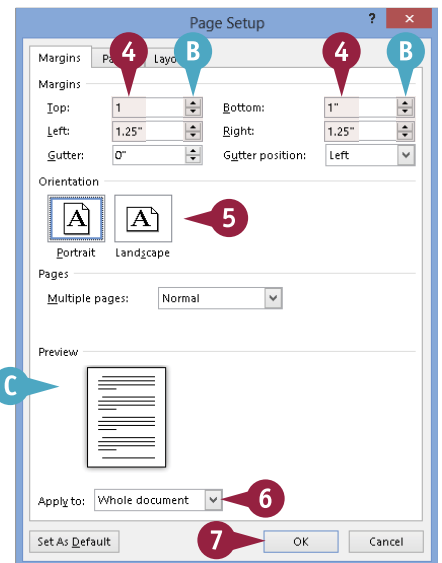 Page Setup ? ×
Margins 4 Layo B 4 B
Margins
Top: 1 Bottom: 1"
Left: 1.25" Right: 1.25"
Gutter: 0" Gutter position: Left
Orientation
A A 5
Portrait Landscape
Pages
Multiple pages: Normal
Preview
C
Apply to: Whole document 6
Set As Default 7 OK Cancel